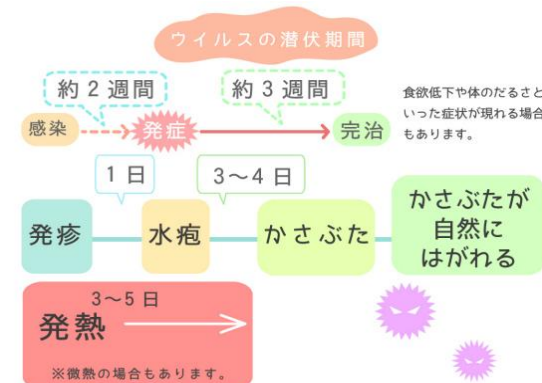 ウイルスの潜伏期間
約2週間
約3週間
感染
発症
完治
食欲低下や体のだるさと
いった症状が現れる場合
もあります。
1日
3〜4日
発疹
水疱
かさぶた
かさぶたが
自然に
はがれる
3〜5日
発熱
※微熱の場合もあります。